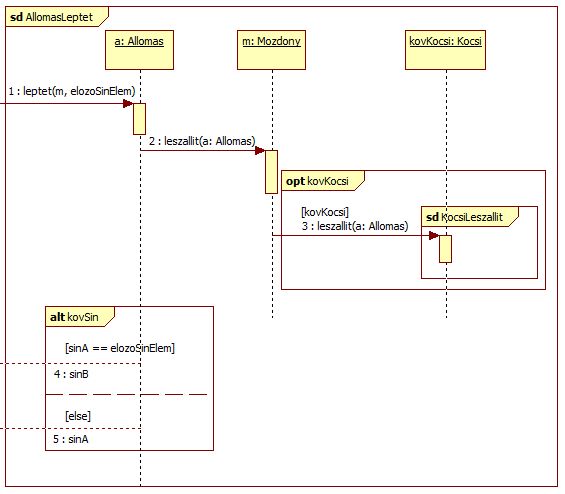 sd AllomasLeptet
a: Allomas
m: Mozdony
kovKocsi: Kocsi
1 : leptet(m, elozoSinElem)
2 : leszallit(a: Allomas)
opt kovKocsi
[kovKocsi]
sd KocsiLeszallit
3 : leszallit(a: Allomas)
alt kovSin
[sinA == elozoSinElem]
4 : sinB
[else]
5 : sinA